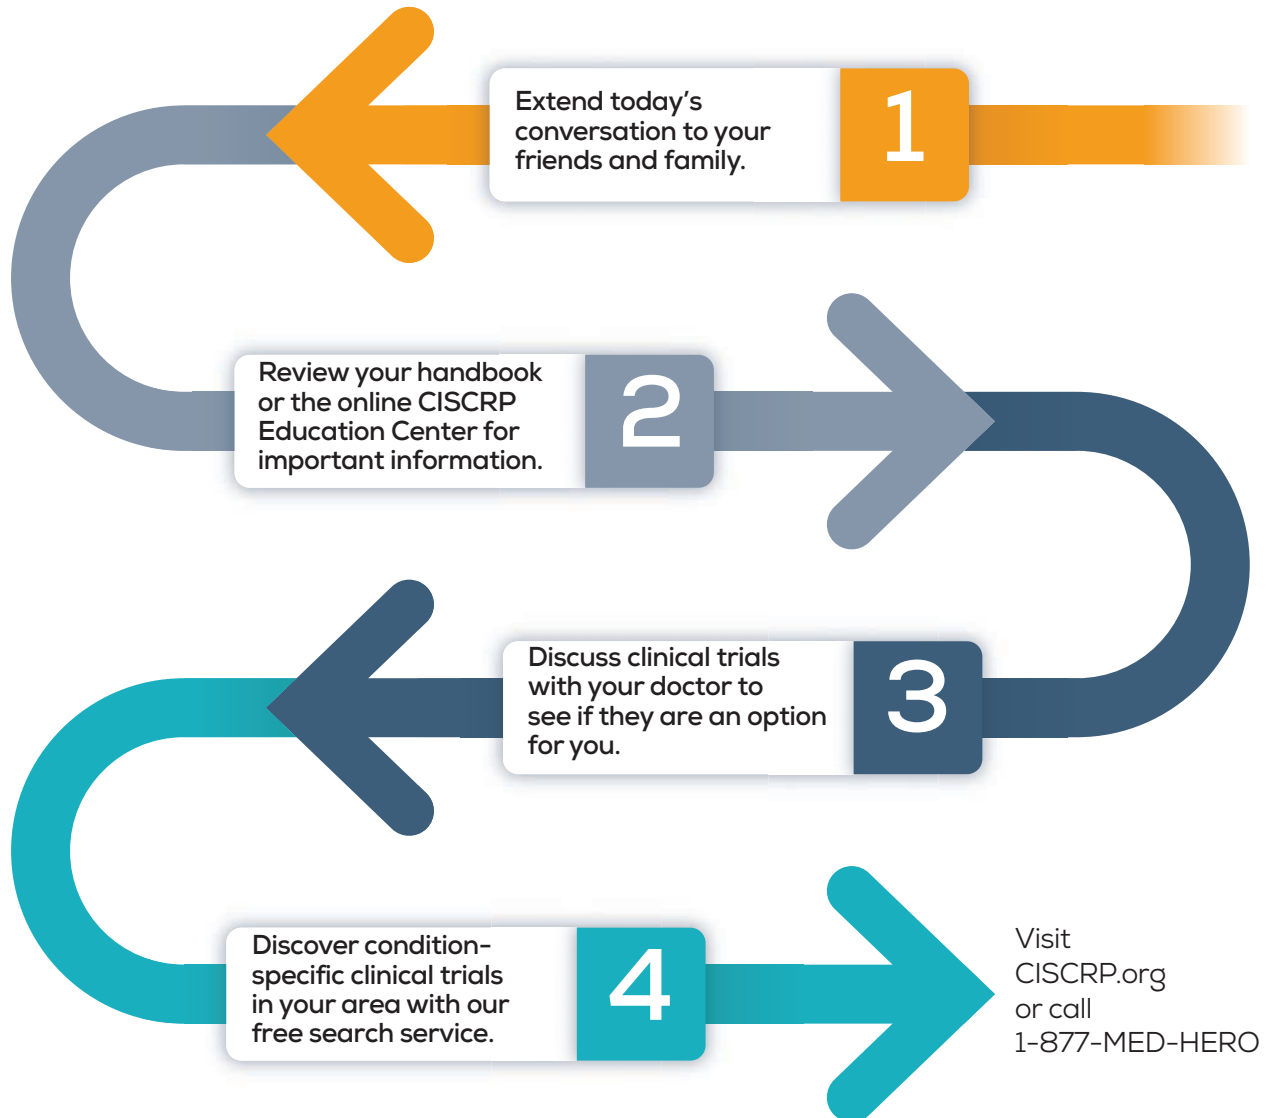 Extend today's
conversation to your
friends and family.
1
Review your handbook
or the online CISCRP
Education Center for
important information.
2
Discuss clinical trials
with your doctor to
see if they are an option
for you.
3
Discover condition-
specific clinical trials
in your area with our
free search service.
4
Visit
CISCRP.org
or call
1-877-MED-HERO